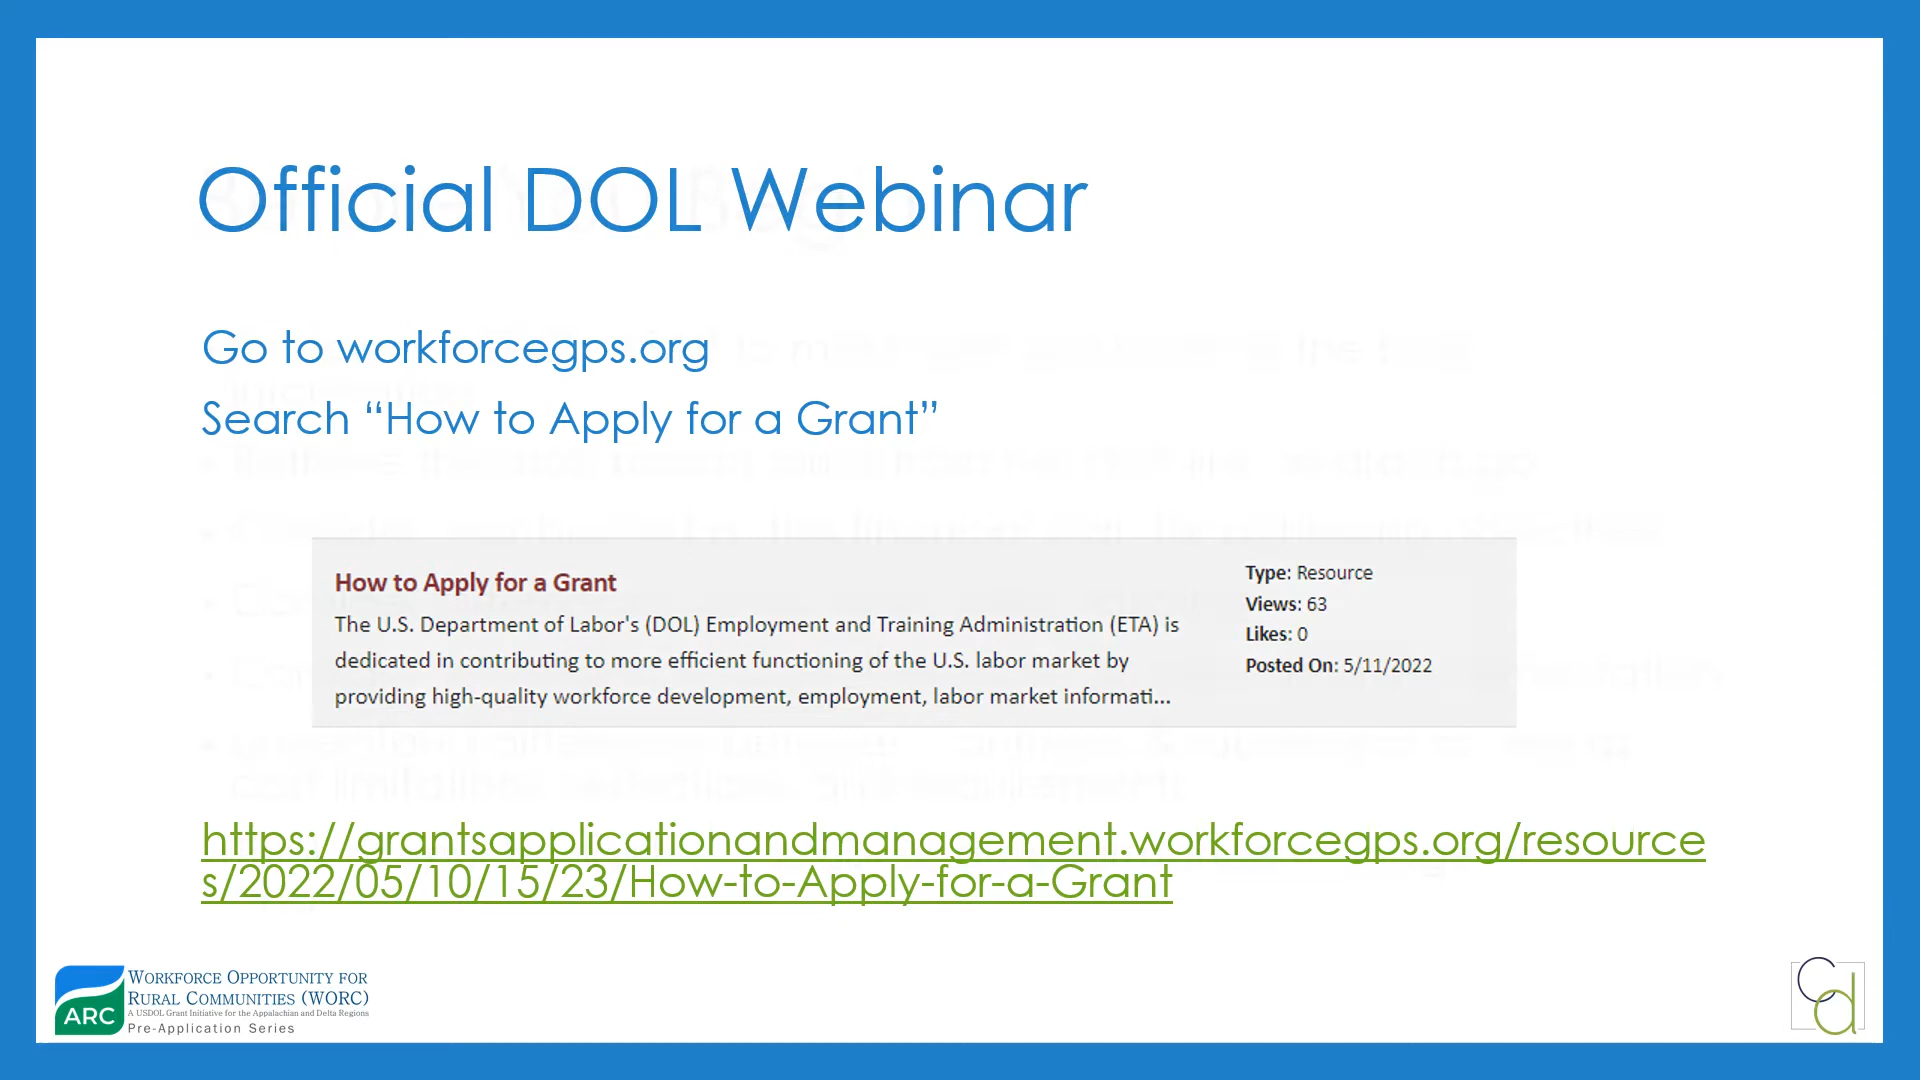 Official DOL Webinar
Go to workforcegps.org
Search “How to Apply for a Grant”
How to Apply for a Grant
The U.S. Department of Labor's (DOL) Employment and Training Administration (ETA) is
dedicated in contributing to more efficient functioning of the U.S. labor market by
providing high-quality workforce development, employment, labor market informati...
Type: Resource
Views: 63
Likes: 0
Posted On: 5/11/2022
https://grantsapplicationandmanagement.workforcegps.org/resource
s/2022/05/10/15/23/How-to-Apply-for-a-Grant
ARC
WORKFORCE OPPORTUNITY FOR
RURAL COMMUNITIES (WORC)
A USDOL Grant Initiative for the Appalachian and Delta Regions
Pre-Application Series
cd